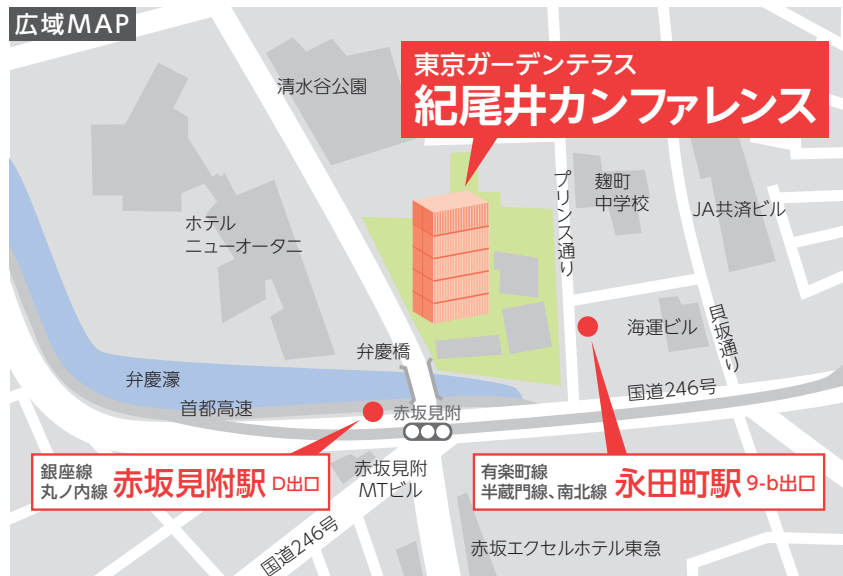 広域MAP
東京ガーデンテラス
紀尾井カンファレンス
清水谷公園
麹町
中学校
プリンス通り
JA共済ビル
ホテル
ニューオータニ
海運ビル
貝坂通り
弁慶橋
弁慶濠
国道246号
首都高速
赤坂見附
銀座線
丸ノ内線
赤坂見附駅 D出口
赤坂見附
MTビル
有楽町線
半蔵門線、南北線
永田町駅 9-b出口
国道246号
赤坂エクセルホテル東急